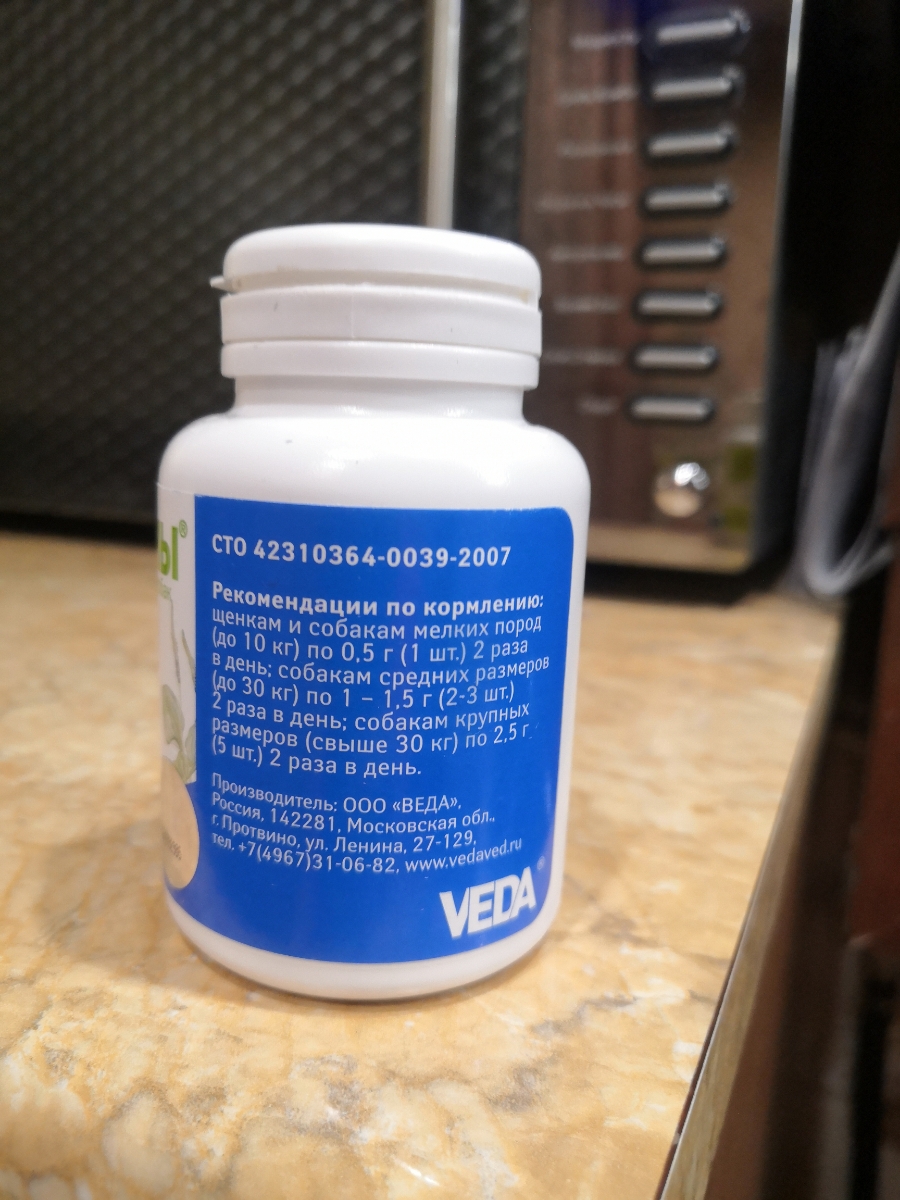 СТО 42310364-0039-2007
Рекомендации по кормлению:
щенкам и собакам мелких пород
(до 10 кг) по 0,5 г (1 шт.) 2 раза
в день; собакам средних размеров
(до 30 кг) по 1 – 1,5 г (2-3 шт.)
2 раза в день; собакам крупных
размеров (свыше 30 кг) по 2,5 г
(5 шт.) 2 раза в день.
Производитель: ООО «ВЕДА»,
Россия, 142281, Московская обл.,
г. Протвино, ул. Ленина, 27-129,
тел. +7(4967)31-06-82, www.vedaved.ru
VEDA®